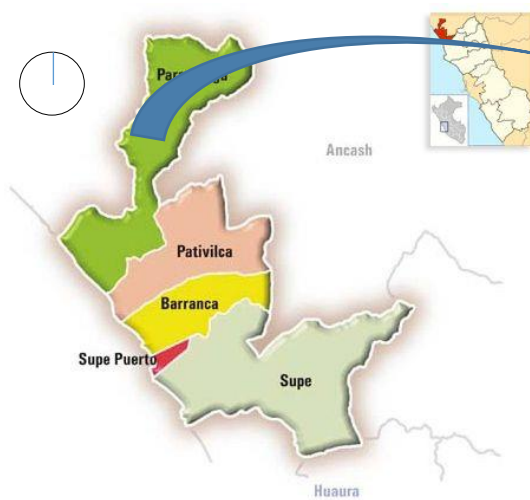 Ancash
Pativilca
Barranca
Supe Puerto
Supe
Huaura